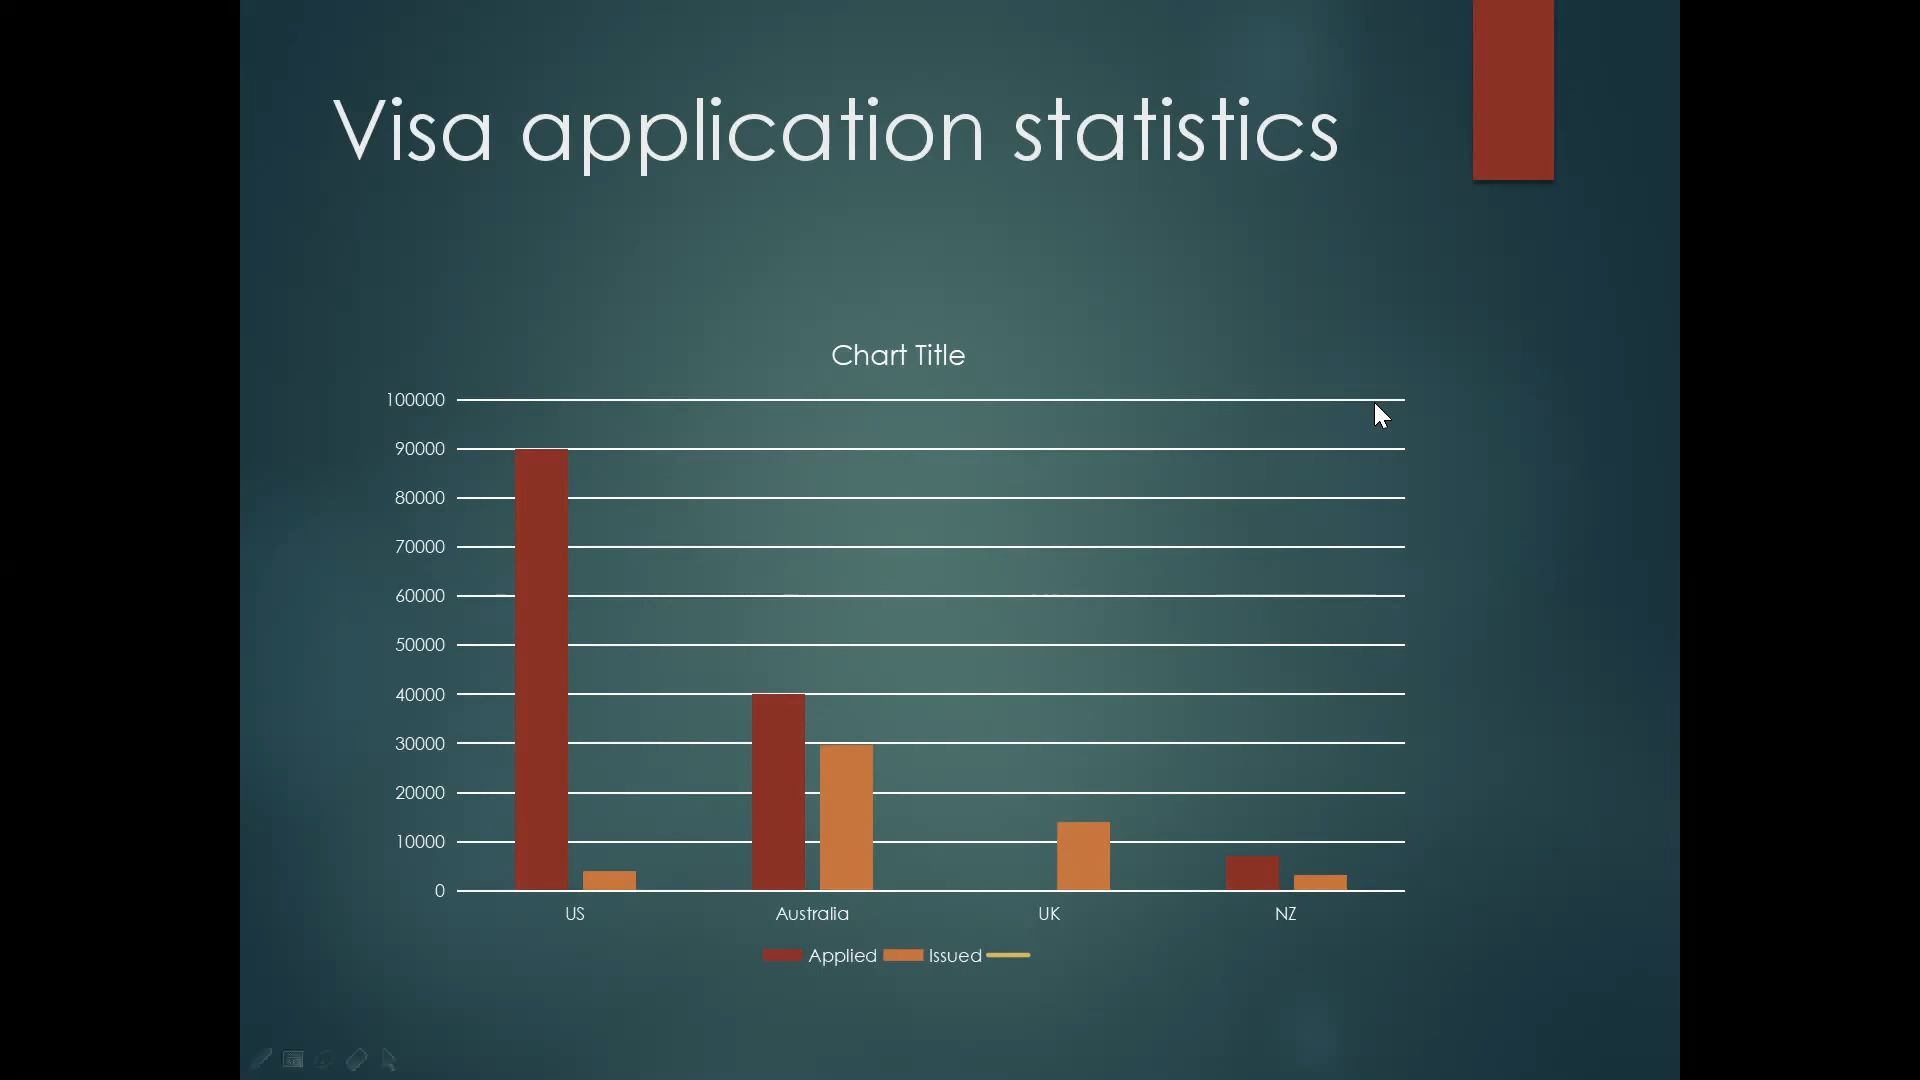 Visa application statistics
Chart Title
100000
90000
80000
70000
60000
50000
40000
30000
20000
10000
0
US Australia UK NZ
Applied Issued